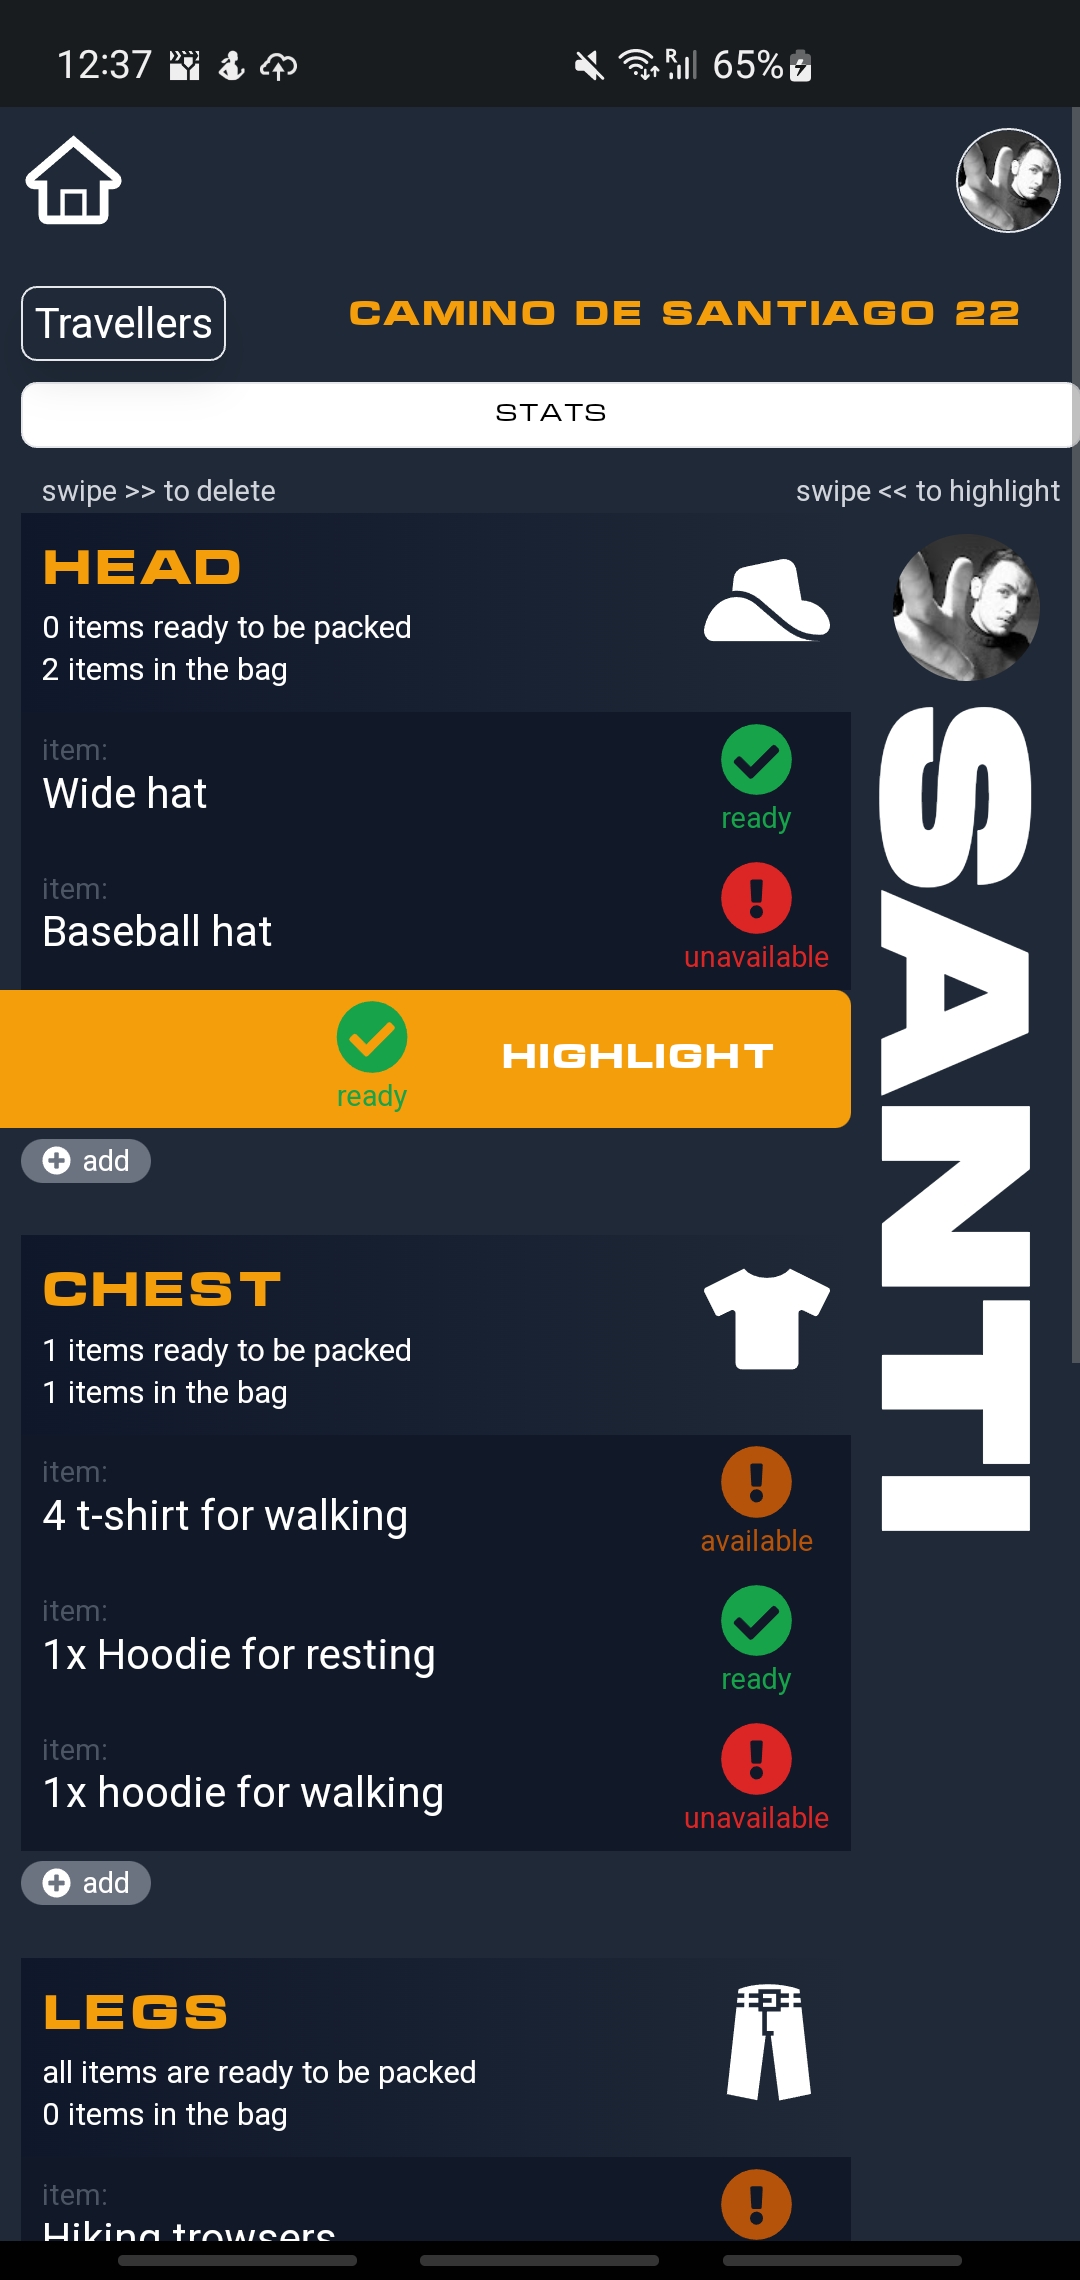 12:37
R
65%
Travellers
CAMINO DE SANTIAGO 22
STATS
swipe >> to delete
swipe << to highlight
HEAD
0 items ready to be packed
2 items in the bag
item:
Wide hat
ready
item:
Baseball hat
unavailable
ready
HIGHLIGHT
add
SANTI
CHEST
1 items ready to be packed
1 items in the bag
item:
4 t-shirt for walking
available
item:
1x Hoodie for resting
ready
item:
1x hoodie for walking
unavailable
add
LEGS
all items are ready to be packed
0 items in the bag
item:
Hiking trowsers